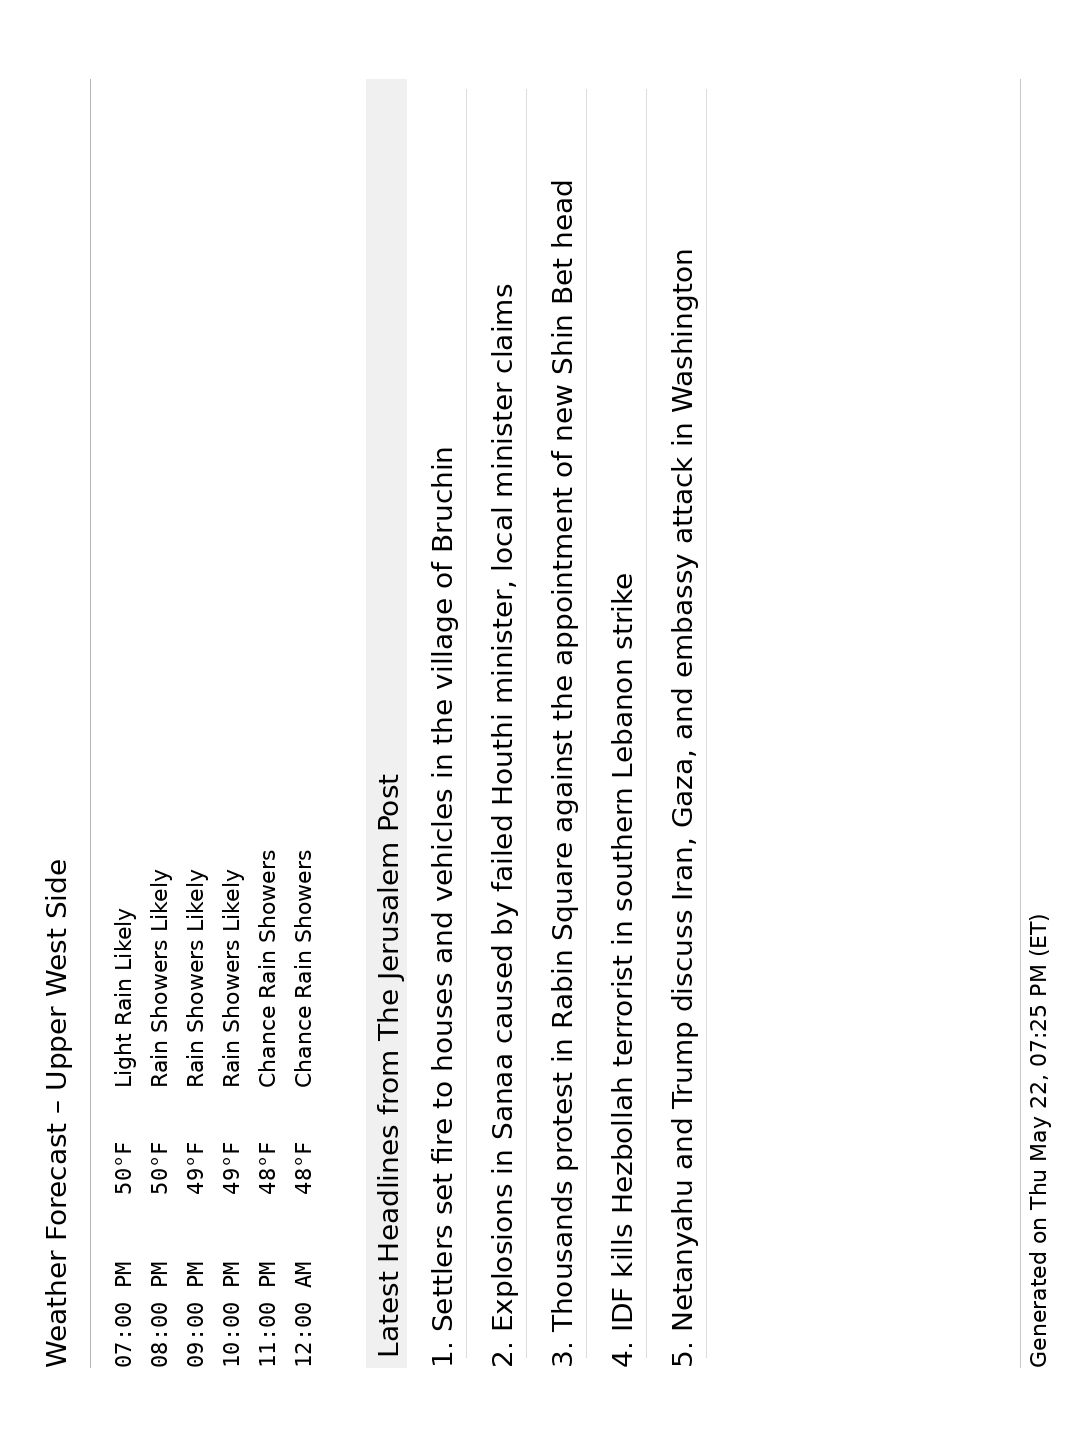 Weather Forecast – Upper West Side
07:00 PM 50°F Light Rain Likely
08:00 PM 50°F Rain Showers Likely
09:00 PM 49°F Rain Showers Likely
10:00 PM 49°F Rain Showers Likely
11:00 PM 48°F Chance Rain Showers
12:00 AM 48°F Chance Rain Showers
Latest Headlines from The Jerusalem Post
1. Settlers set fire to houses and vehicles in the village of Bruchin
2. Explosions in Sanaa caused by failed Houthi minister, local minister claims
3. Thousands protest in Rabin Square against the appointment of new Shin Bet head
4. IDF kills Hezbollah terrorist in southern Lebanon strike
5. Netanyahu and Trump discuss Iran, Gaza, and embassy attack in Washington
Generated on Thu May 22, 07:25 PM (ET)